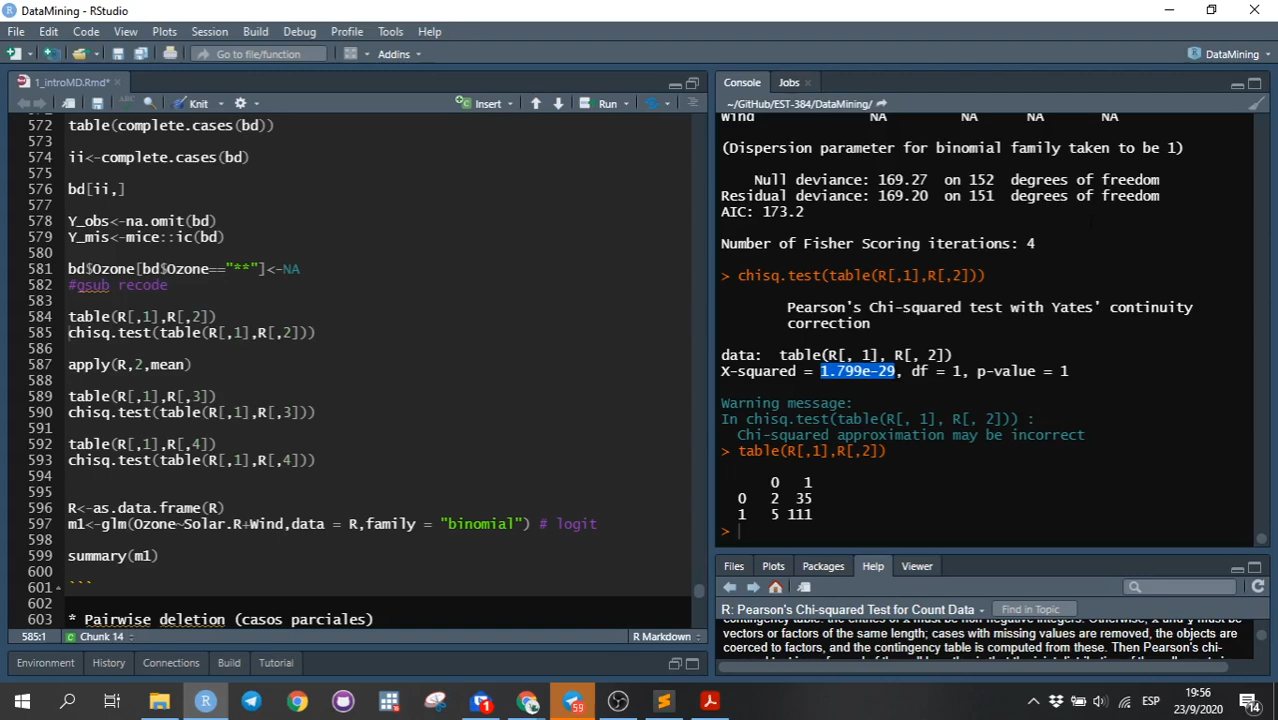 DataMining - RStudio
File Edit Code View Plots Session Build Debug Profile Tools Help
Go to file/function Addins DataMining
1_introMD.Rmd*
Knit Insert Run
572 table(complete.cases(bd))
573
574 ii<-complete.cases(bd)
575
576 bd[ii,]
577
578 Y_obs<-na.omit(bd)
579 Y_mis<-mice::ic(bd)
580
581 bd$Ozone[bd$Ozone=="**"]<-NA
582 #gsub recode
583
584 table(R[,1],R[,2])
585 chisq.test(table(R[,1],R[,2]))
586
587 apply(R,2,mean)
588
589 table(R[,1],R[,3])
590 chisq.test(table(R[,1],R[,3]))
591
592 table(R[,1],R[,4])
593 chisq.test(table(R[,1],R[,4]))
594
595
596 R<-as.data.frame(R)
597 m1<-glm(Ozone~Solar.R+Wind,data = R,family = "binomial") # logit
598
599 summary(m1)
600
601 ```
602
603 * Pairwise deletion (casos parciales)
585:1 Chunk 14 R Markdown
Environment History Connections Build Tutorial
Console Jobs
~/GitHub/EST-384/DataMining/
Wind NA NA NA NA
(Dispersion parameter for binomial family taken to be 1)
Null deviance: 169.27 on 152 degrees of freedom
Residual deviance: 169.20 on 151 degrees of freedom
AIC: 173.2
Number of Fisher Scoring iterations: 4
> chisq.test(table(R[,1],R[,2]))
Pearson's Chi-squared test with Yates' continuity
correction
data: table(R[, 1], R[, 2])
X-squared = 1.799e-29, df = 1, p-value = 1
Warning message:
In chisq.test(table(R[, 1], R[, 2])) :
Chi-squared approximation may be incorrect
> table(R[,1],R[,2])
0 1
0 2 35
1 5 111
>
Files Plots Packages Help Viewer
R: Pearson's Chi-squared Test for Count Data Find in Topic
contingency table: the entries of x must be non-negative integers. Otherwise, x and y must be
vectors or factors of the same length; cases with missing values are removed, the objects are
coerced to factors, and the contingency table is computed from these. Then Pearson's chi-
59
1
ESP
19:56
23/9/2020
14